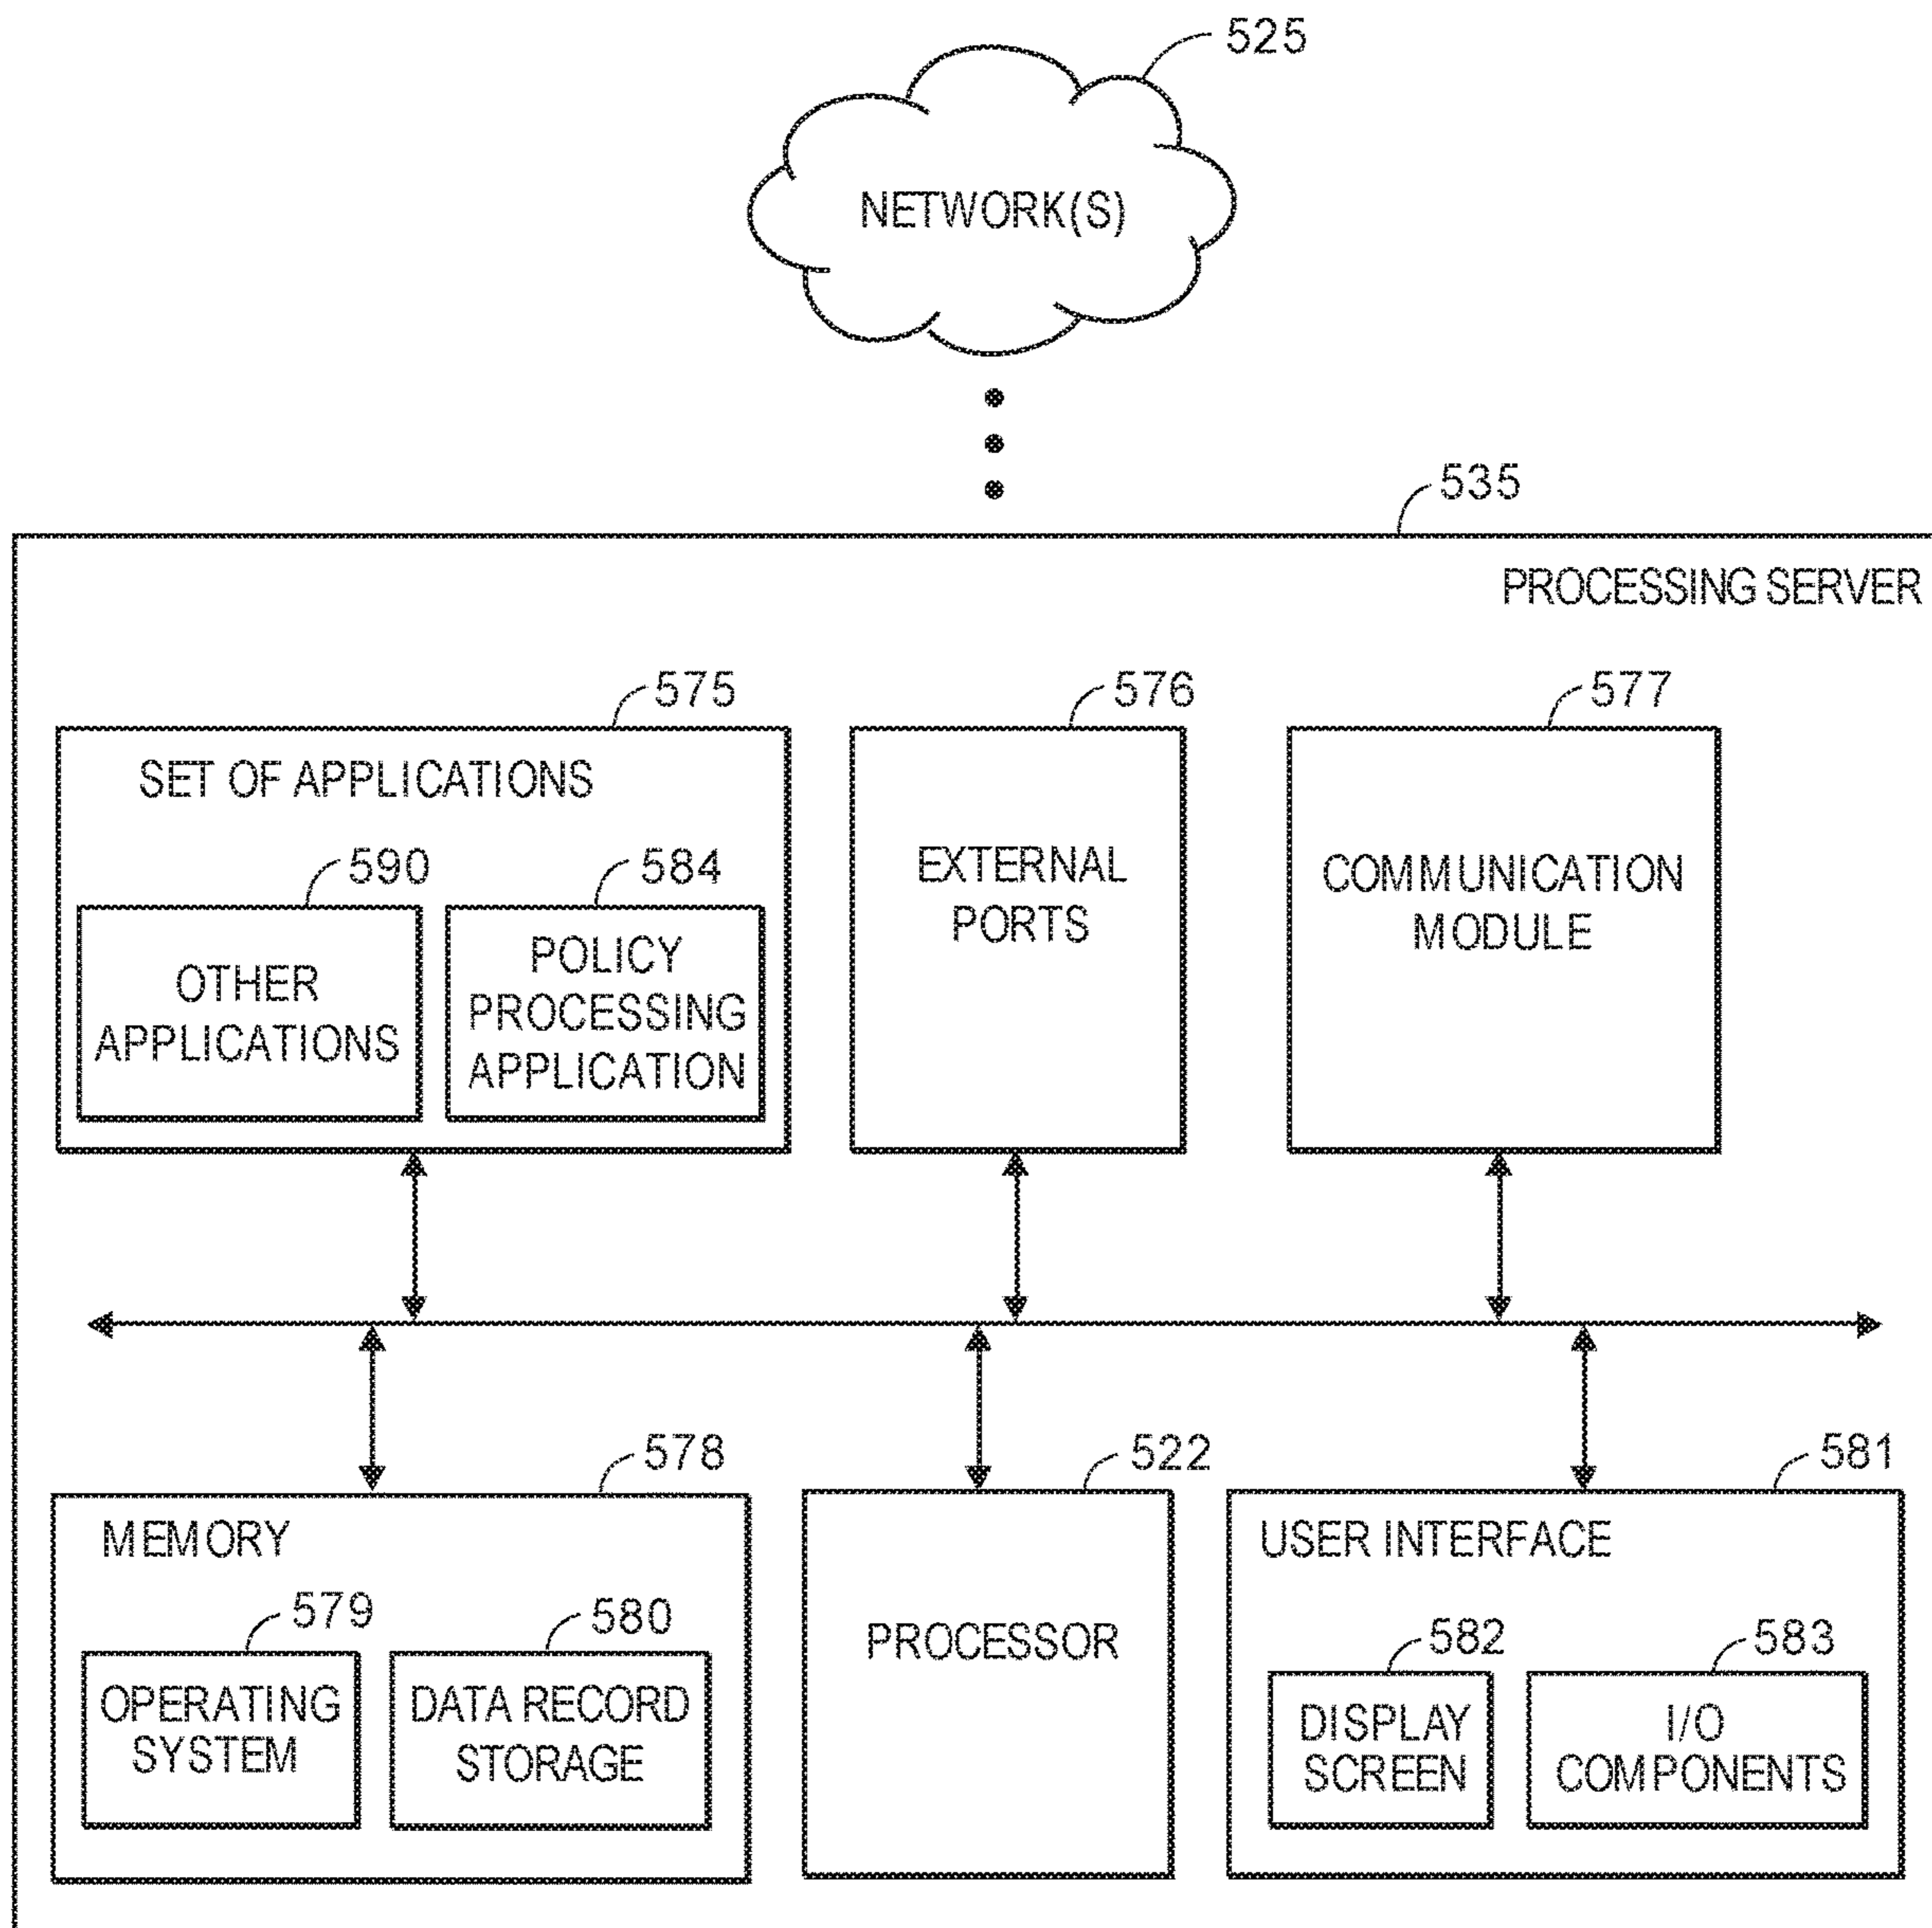 525
NETWORK(S)
535
PROCESSING SERVER
575
SET OF APPLICATIONS
590
OTHER
APPLICATIONS
584
POLICY
PROCESSING
APPLICATION
576
EXTERNAL
PORTS
577
COMMUNICATION
MODULE
578
MEMORY
579
OPERATING
SYSTEM
580
DATA RECORD
STORAGE
522
PROCESSOR
581
USER INTERFACE
582
DISPLAY
SCREEN
583
I/O
COMPONENTS